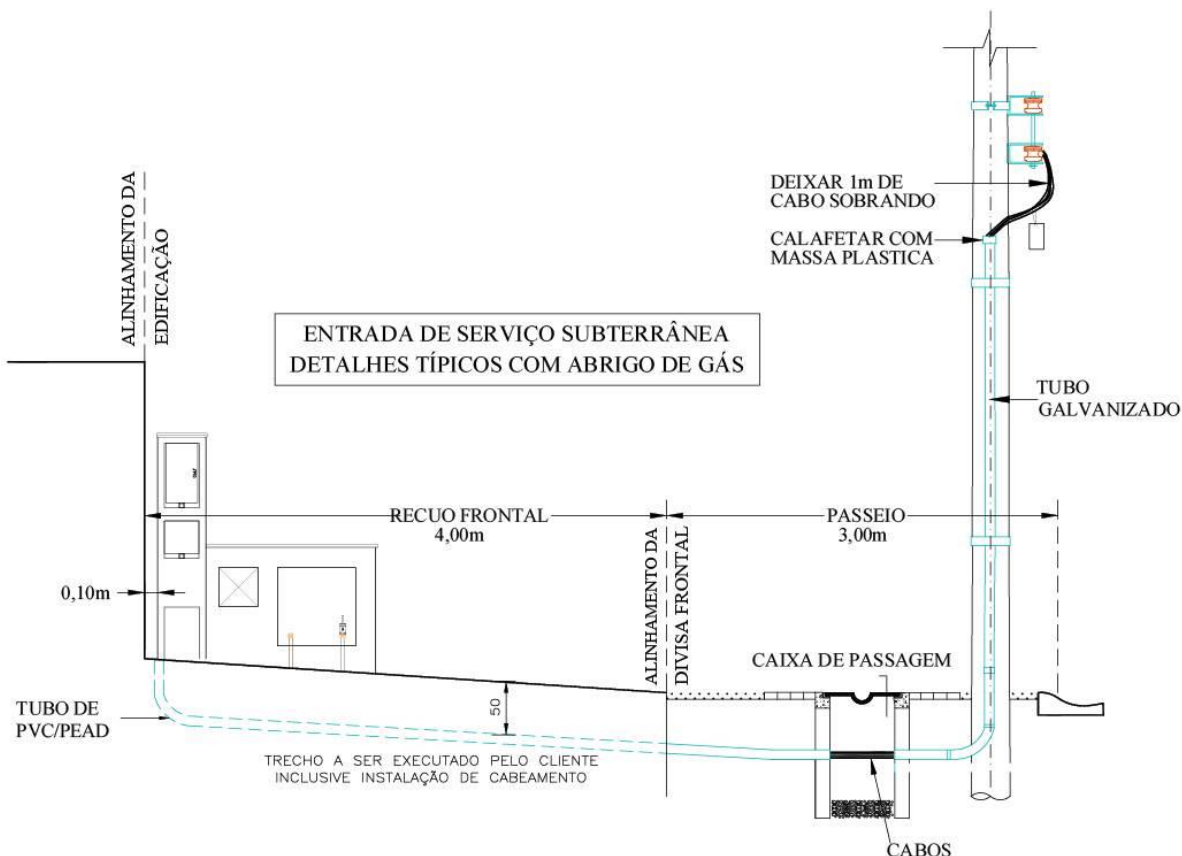 DEIXAR 1m DE
CABO SOBRANDO
CALAFETAR COM
MASSA PLASTICA
ALINHAMENTO DA
EDIFICAÇÃO
ENTRADA DE SERVIÇO SUBTERRÂNEA
DETALHES TÍPICOS COM ABRIGO DE GÁS
TUBO
GALVANIZADO
RECUO FRONTAL
4,00m
PASSEIO
3,00m
0,10m
ALINHAMENTO DA
DIVISA FRONTAL
CAIXA DE PASSAGEM
TUBO DE
PVC/PEAD
50
TRECHO A SER EXECUTADO PELO CLIENTE
INCLUSIVE INSTALAÇÃO DE CABEAMENTO
CABOS